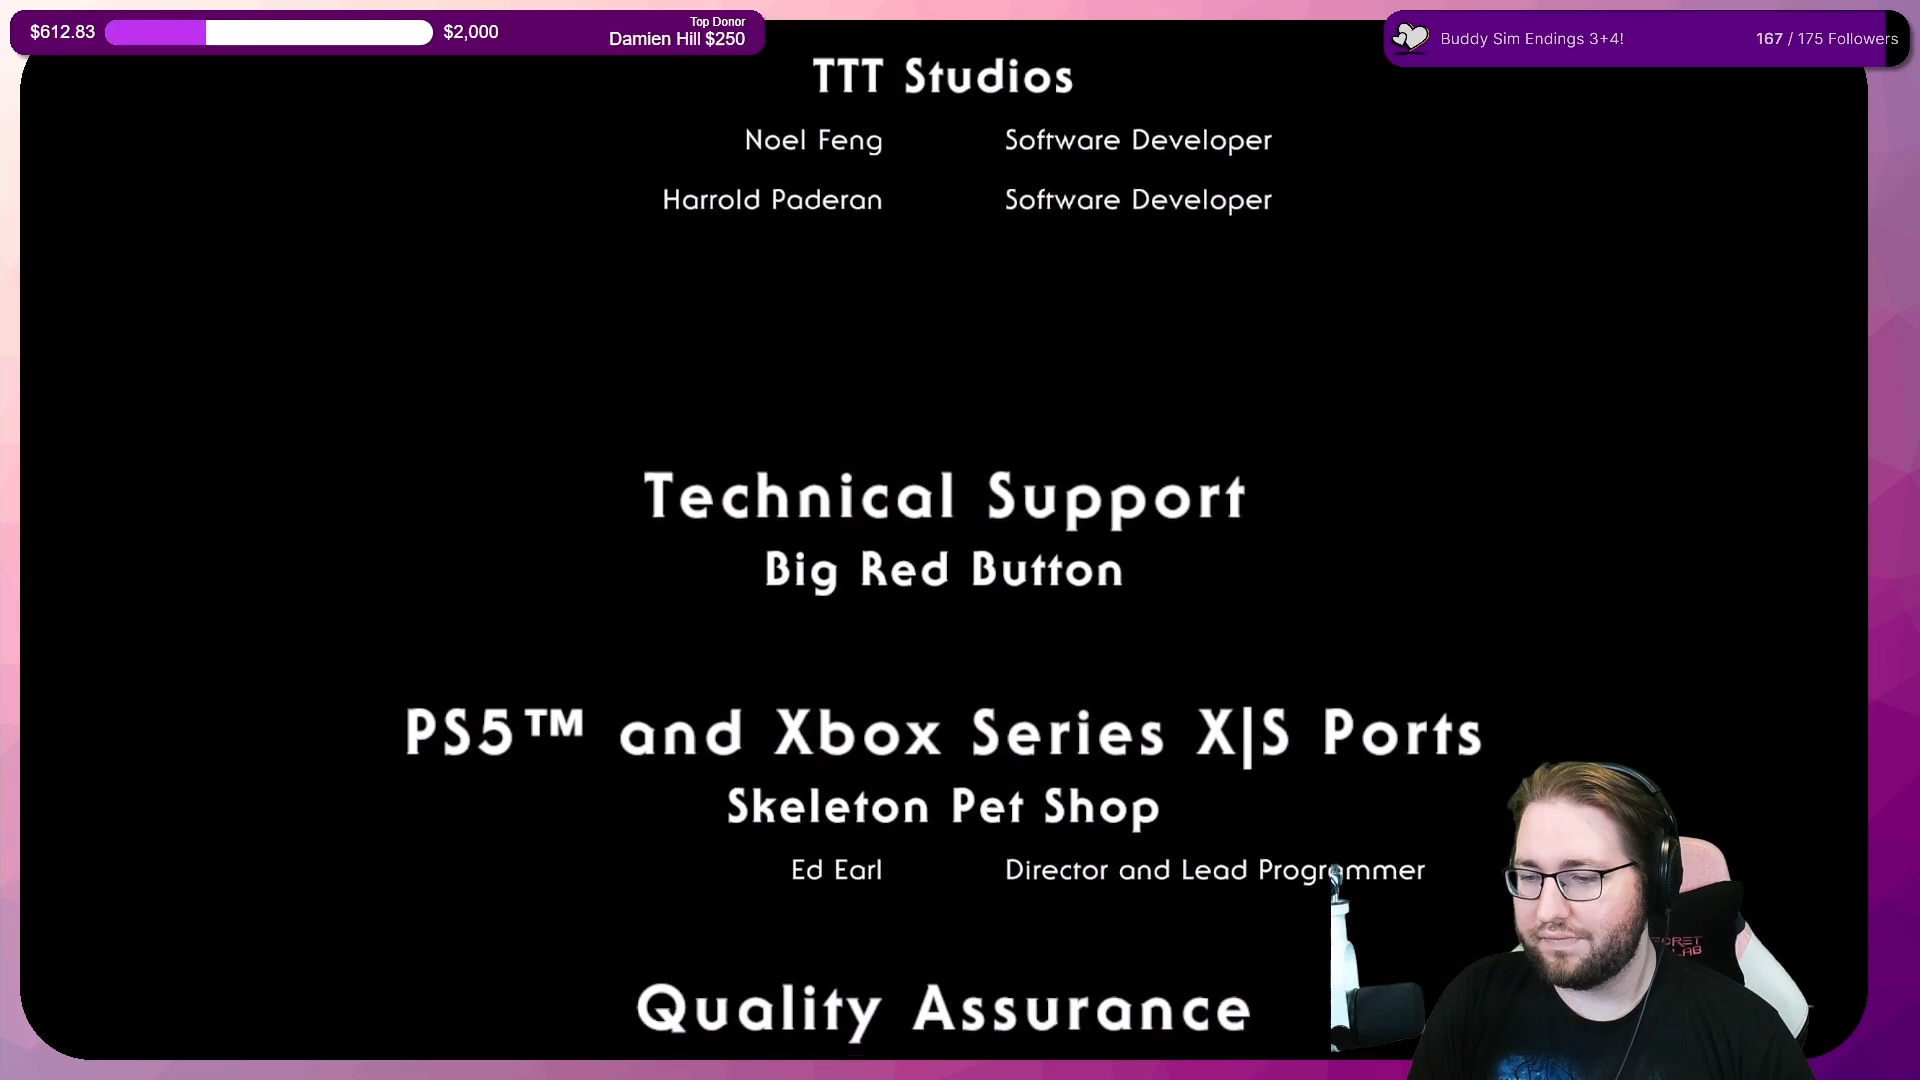 $612.83
$2,000
Top Donor
Damien Hill $250
Buddy Sim Endings 3+4!
167 / 175 Followers
TTT Studios
Noel Feng Software Developer
Harrold Paderan Software Developer
Technical Support
Big Red Button
PS5™ and Xbox Series X|S Ports
Skeleton Pet Shop
Ed Earl Director and Lead Programmer
Quality Assurance